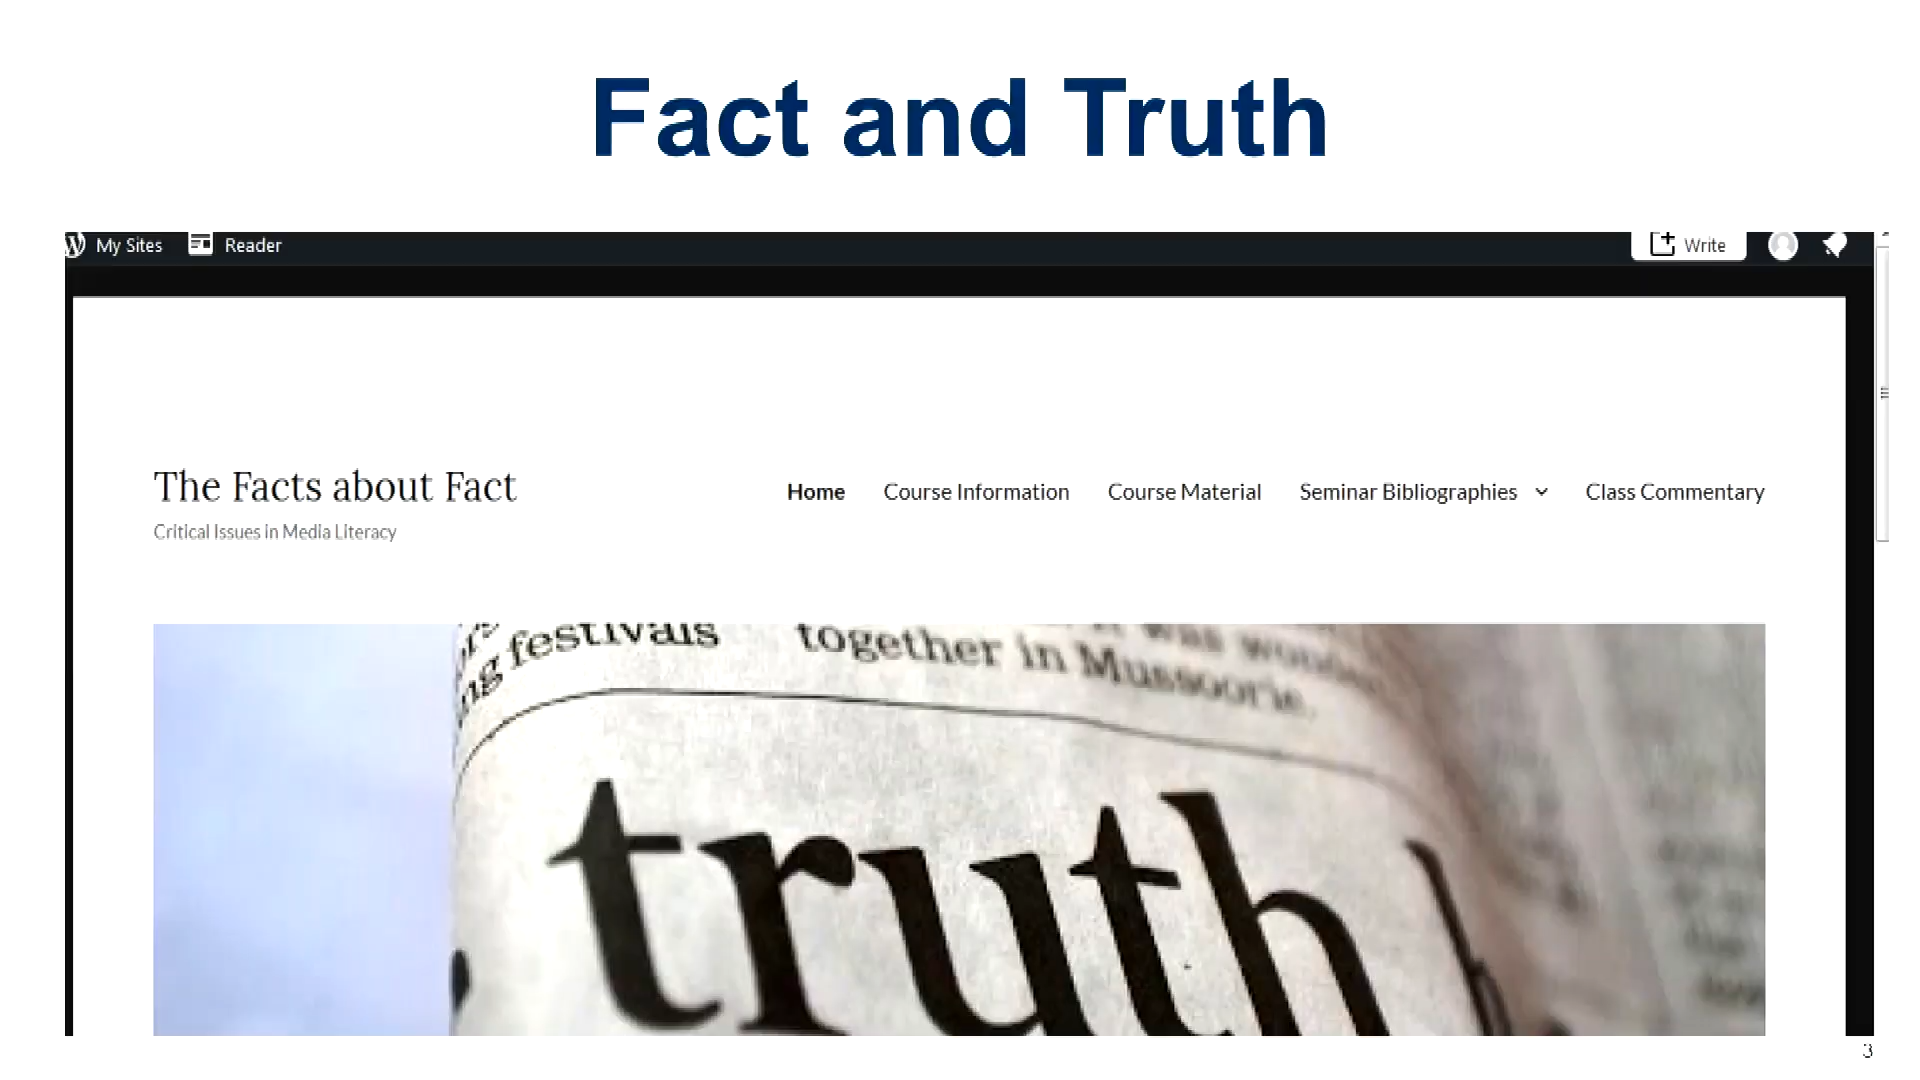 Fact and Truth
My Sites Reader Write
The Facts about Fact
Home Course Information Course Material Seminar Bibliographies Class Commentary
Critical Issues in Media Literacy
festivals together in Mussoorie.
truth
3